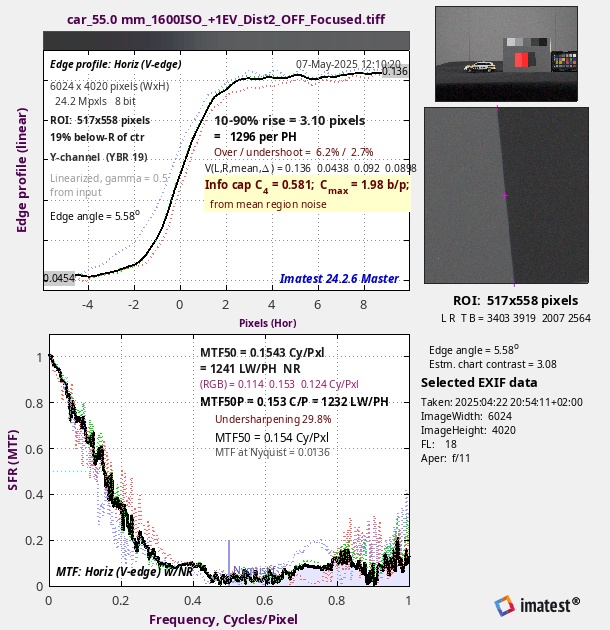 car_55.0 mm_1600ISO_+1EV_Dist2_OFF_Focused.tiff
Edge profile: Horiz (V-edge)
07-May-2025 12:10:20
0.136
6024 x 4020 pixels (WxH)
24.2 Mpxls 8 bit
ROI: 517x558 pixels
19% below-R of ctr
Y-channel (YBR 19)
Linearized, gamma = 0.5
from input
Edge angle = 5.58o
10-90% rise = 3.10 pixels
= 1296 per PH
Over / undershoot = 6.2% / 2.7%
V(L,R,mean,Δ) = 0.136 0.0438 0.092 0.0898
Info cap C4 = 0.581; Cmax = 1.98 b/p;
from mean region noise
0.0454
Imatest 24.2.6 Master
Edge profile (linear)
-4 -2 0 2 4 6 8
Pixels (Hor)
ROI: 517x558 pixels
L R T B = 3403 3919 2007 2564
Edge angle = 5.58o
Estm. chart contrast = 3.08
Selected EXIF data
Taken: 2025:04:22 20:54:11+02:00
ImageWidth: 6024
ImageHeight: 4020
FL: 18
Aper: f/11
MTF50 = 0.1543 Cy/Pxl
= 1241 LW/PH NR
(RGB) = 0.114 0.153 0.124 Cy/Pxl
MTF50P = 0.153 C/P = 1232 LW/PH
Undersharpening 29.8%
MTF50 = 0.154 Cy/Pxl
MTF at Nyquist = 0.0136
1
0.8
0.6
0.4
0.2
0
SFR (MTF)
MTF: Horiz (V-edge) w/NR
Nyquist
0 0.2 0.4 0.6 0.8 1
Frequency, Cycles/Pixel
imatest®